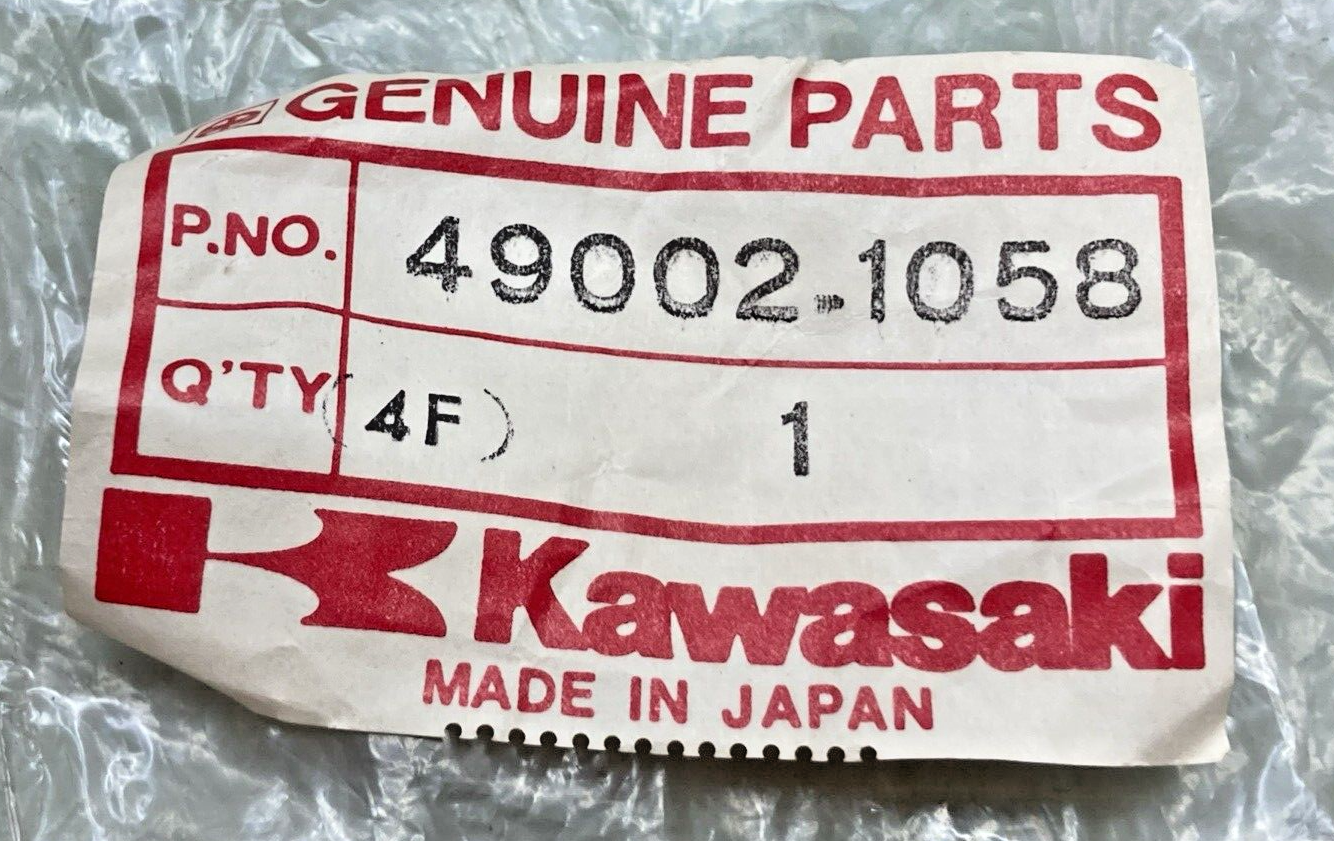 GENUINE PARTS
P.NO. 49002-1058
Q'TY (4F) 1
Kawasaki
MADE IN JAPAN